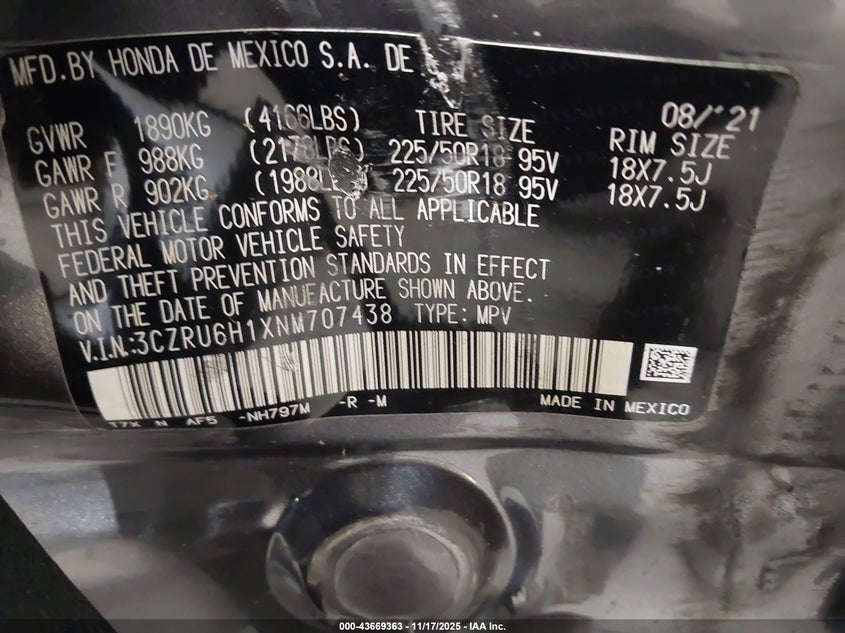 MFD.BY HONDA DE MEXICO S.A. DE
08/'21
GVWR 1890KG (4166LBS) TIRE SIZE RIM SIZE
GAWR F 988KG 225/50R18 95V 18X7.5J
GAWR R 902KG 225/50R18 95V 18X7.5J
THIS VEHICLE CONFORMS TO ALL APPLICABLE
FEDERAL MOTOR VEHICLE SAFETY
AND THEFT PREVENTION STANDARDS IN EFFECT
ON THE DATE OF MANUFACTURE SHOWN ABOVE.
V.I.N.:3CZRU6H1XNM707438 TYPE: MPV
T7X N AF5 -NH797M -R -M MADE IN MEXICO
000-43669363 - 11/17/2025 - IAA Inc.